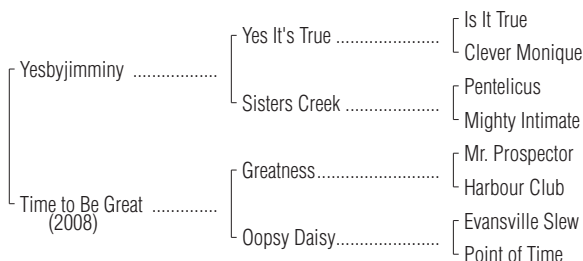 Is It True
Yes It's True ....................
Clever Monique
Yesbyjimminy .................
Pentelicus
Sisters Creek ..................
Mighty Intimate
Mr. Prospector
Greatness.........................
Harbour Club
Time to Be Great .............
(2008)
Evansville Slew
Oopsy Daisy.....................
Point of Time